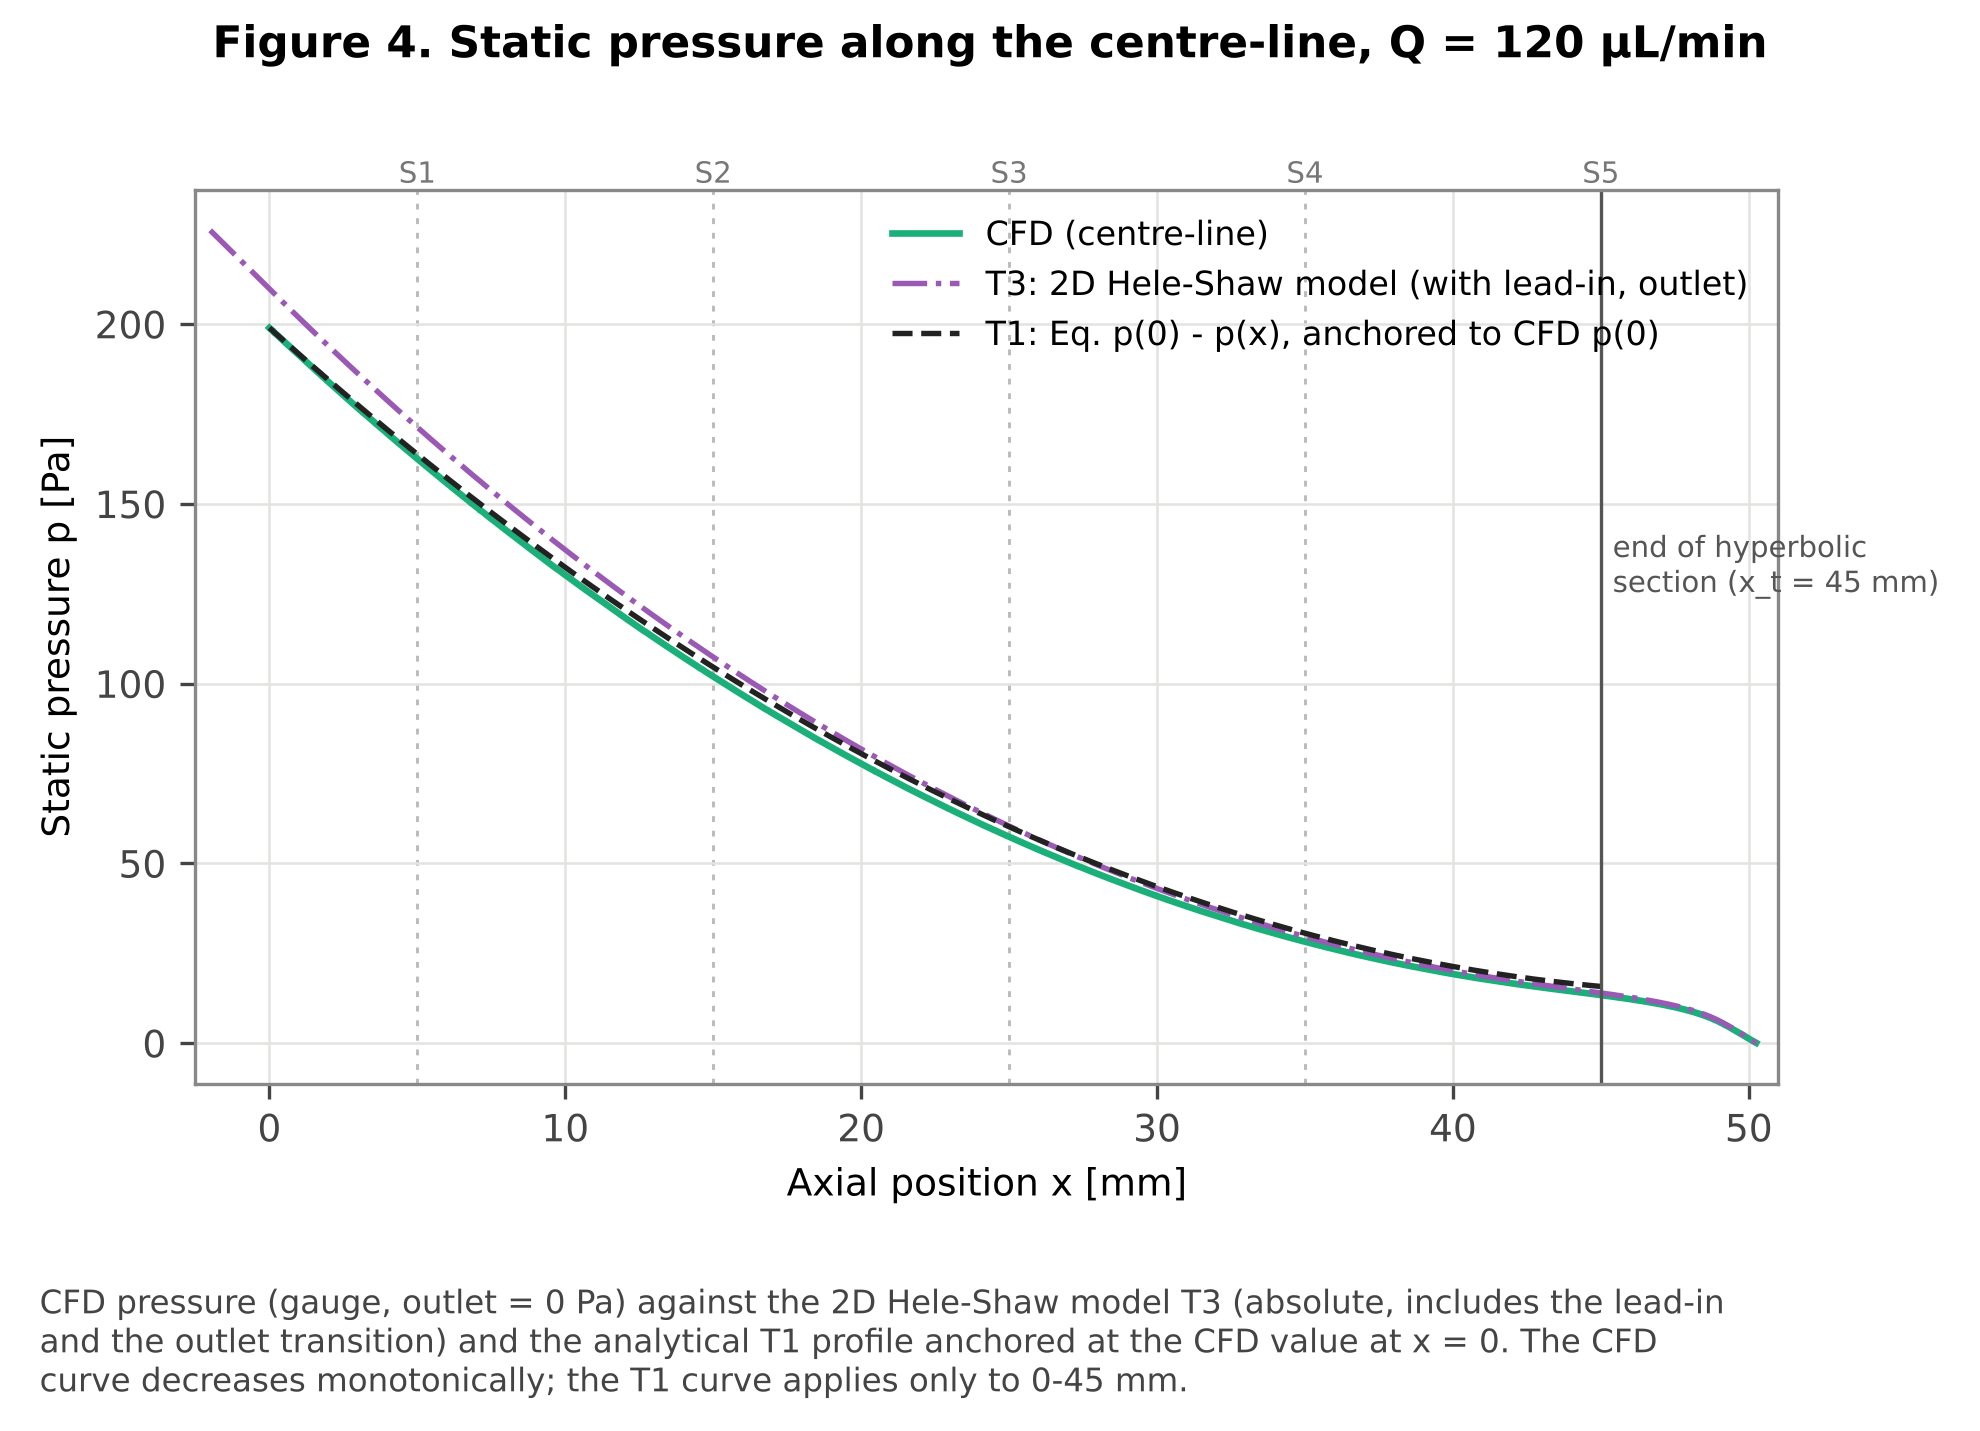 Figure 4. Static pressure along the centre-line, Q = 120 µL/min
S1 S2 S3 S4 S5
CFD (centre-line)
T3: 2D Hele-Shaw model (with lead-in, outlet)
T1: Eq. p(0) - p(x), anchored to CFD p(0)
200
150
100
50
0
Static pressure p [Pa]
end of hyperbolic
section (x_t = 45 mm)
0 10 20 30 40 50
Axial position x [mm]
CFD pressure (gauge, outlet = 0 Pa) against the 2D Hele-Shaw model T3 (absolute, includes the lead-in
and the outlet transition) and the analytical T1 profile anchored at the CFD value at x = 0. The CFD
curve decreases monotonically; the T1 curve applies only to 0-45 mm.